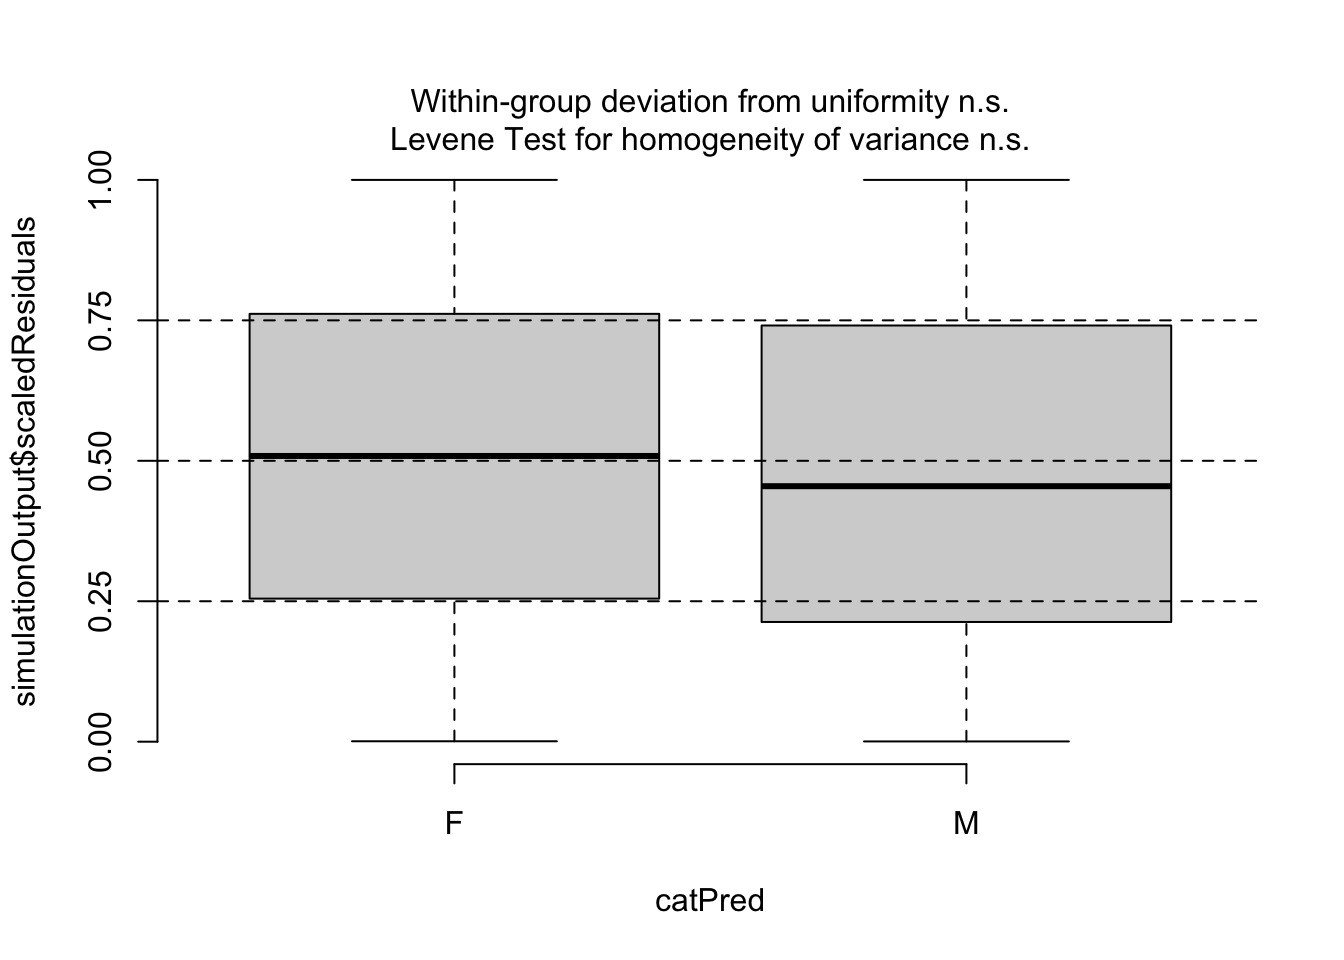 Within-group deviation from uniformity n.s.
Levene Test for homogeneity of variance n.s.
simulationOutput$scaledResiduals
1.00
0.75
0.50
0.25
0.00
F
M
catPred